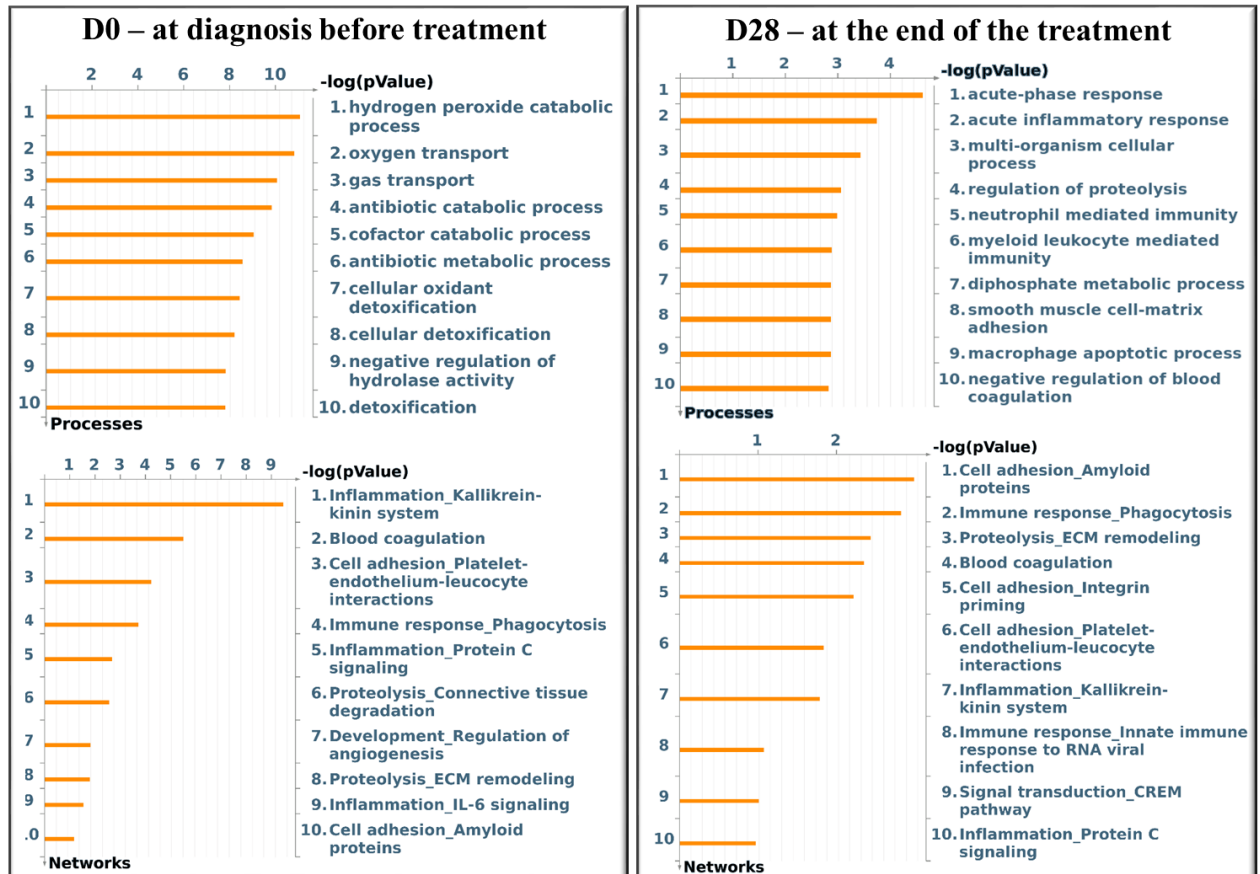 D0 – at diagnosis before treatment
2 4 6 8 10 -log(pValue)
1 1. hydrogen peroxide catabolic
process
2 2. oxygen transport
3 3. gas transport
4 4. antibiotic catabolic process
5 5. cofactor catabolic process
6 6. antibiotic metabolic process
7 7. cellular oxidant
detoxification
8 8. cellular detoxification
9 9. negative regulation of
hydrolase activity
10 10. detoxification
Processes
1 2 3 4 5 6 7 8 9 -log(pValue)
1 1. Inflammation_Kallikrein-
kinin system
2 2. Blood coagulation
3 3. Cell adhesion_Platelet-
endothelium-leucocyte
interactions
4 4. Immune response_Phagocytosis
5 5. Inflammation_Protein C
signaling
6 6. Proteolysis_Connective tissue
degradation
7 7. Development_Regulation of
angiogenesis
8 8. Proteolysis_ECM remodeling
9 9. Inflammation_IL-6 signaling
.0 10. Cell adhesion_Amyloid
proteins
Networks
D28 – at the end of the treatment
1 2 3 4 -log(pValue)
1 1. acute-phase response
2 2. acute inflammatory response
3 3. multi-organism cellular
process
4 4. regulation of proteolysis
5 5. neutrophil mediated immunity
6 6. myeloid leukocyte mediated
immunity
7 7. diphosphate metabolic process
8 8. smooth muscle cell-matrix
adhesion
9 9. macrophage apoptotic process
10 10. negative regulation of blood
coagulation
Processes
1 2 -log(pValue)
1 1. Cell adhesion_Amyloid
proteins
2 2. Immune response_Phagocytosis
3 3. Proteolysis_ECM remodeling
4 4. Blood coagulation
5 5. Cell adhesion_Integrin
priming
6 6. Cell adhesion_Platelet-
endothelium-leucocyte
interactions
7 7. Inflammation_Kallikrein-
kinin system
8 8. Immune response_Innate immune
response to RNA viral
infection
9 9. Signal transduction_CREM
pathway
10 10. Inflammation_Protein C
signaling
Networks